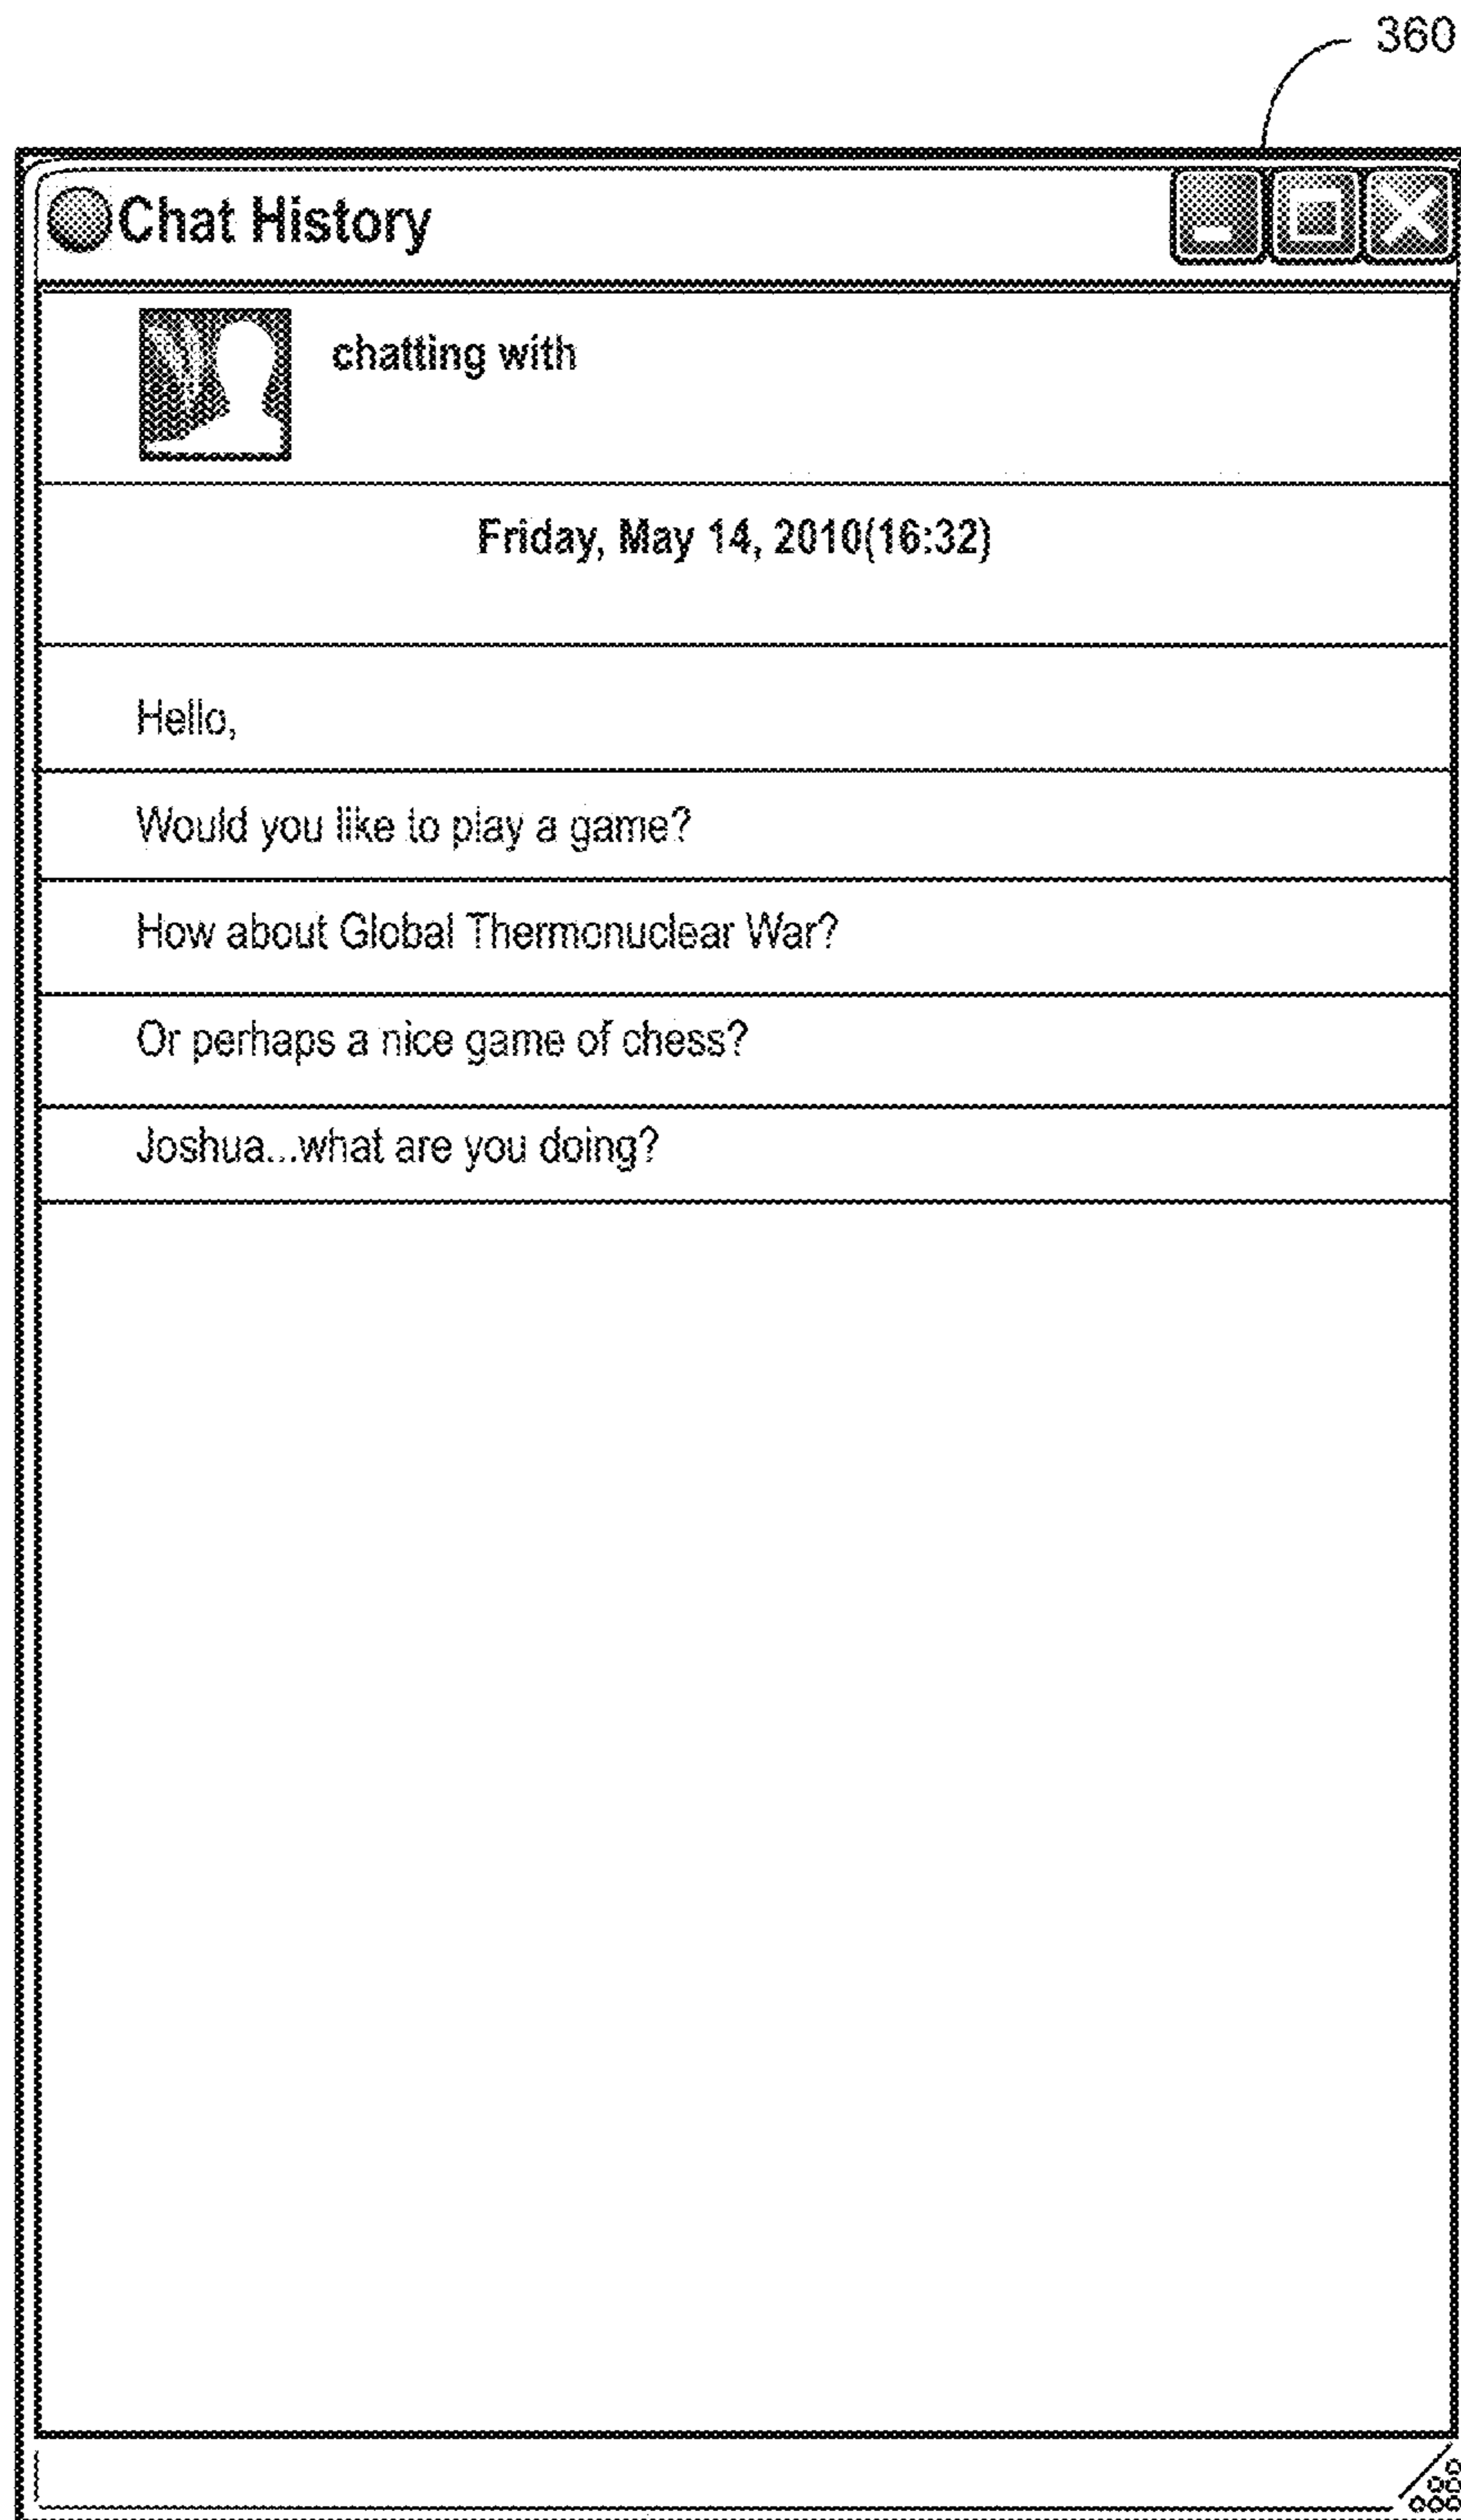 360
Chat History
chatting with
Friday, May 14, 2010(16:32)
Hello,
Would you like to play a game?
How about Global Thermonuclear War?
Or perhaps a nice game of chess?
Joshua...what are you doing?